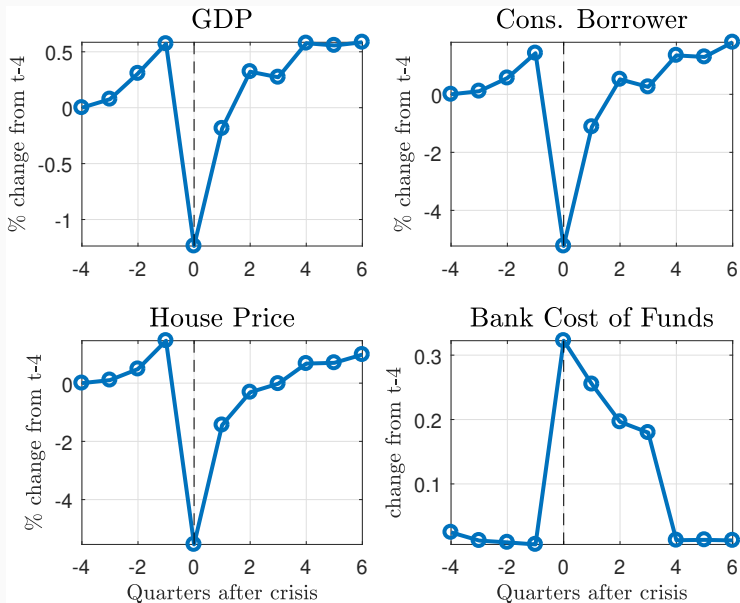 GDP
% change from t-4
0.5
0
-0.5
-1
-4 -2 0 2 4 6
Cons. Borrower
% change from t-4
0
-2
-4
-4 -2 0 2 4 6
House Price
% change from t-4
0
-2
-4
-4 -2 0 2 4 6
Quarters after crisis
Bank Cost of Funds
change from t-4
0.3
0.2
0.1
-4 -2 0 2 4 6
Quarters after crisis